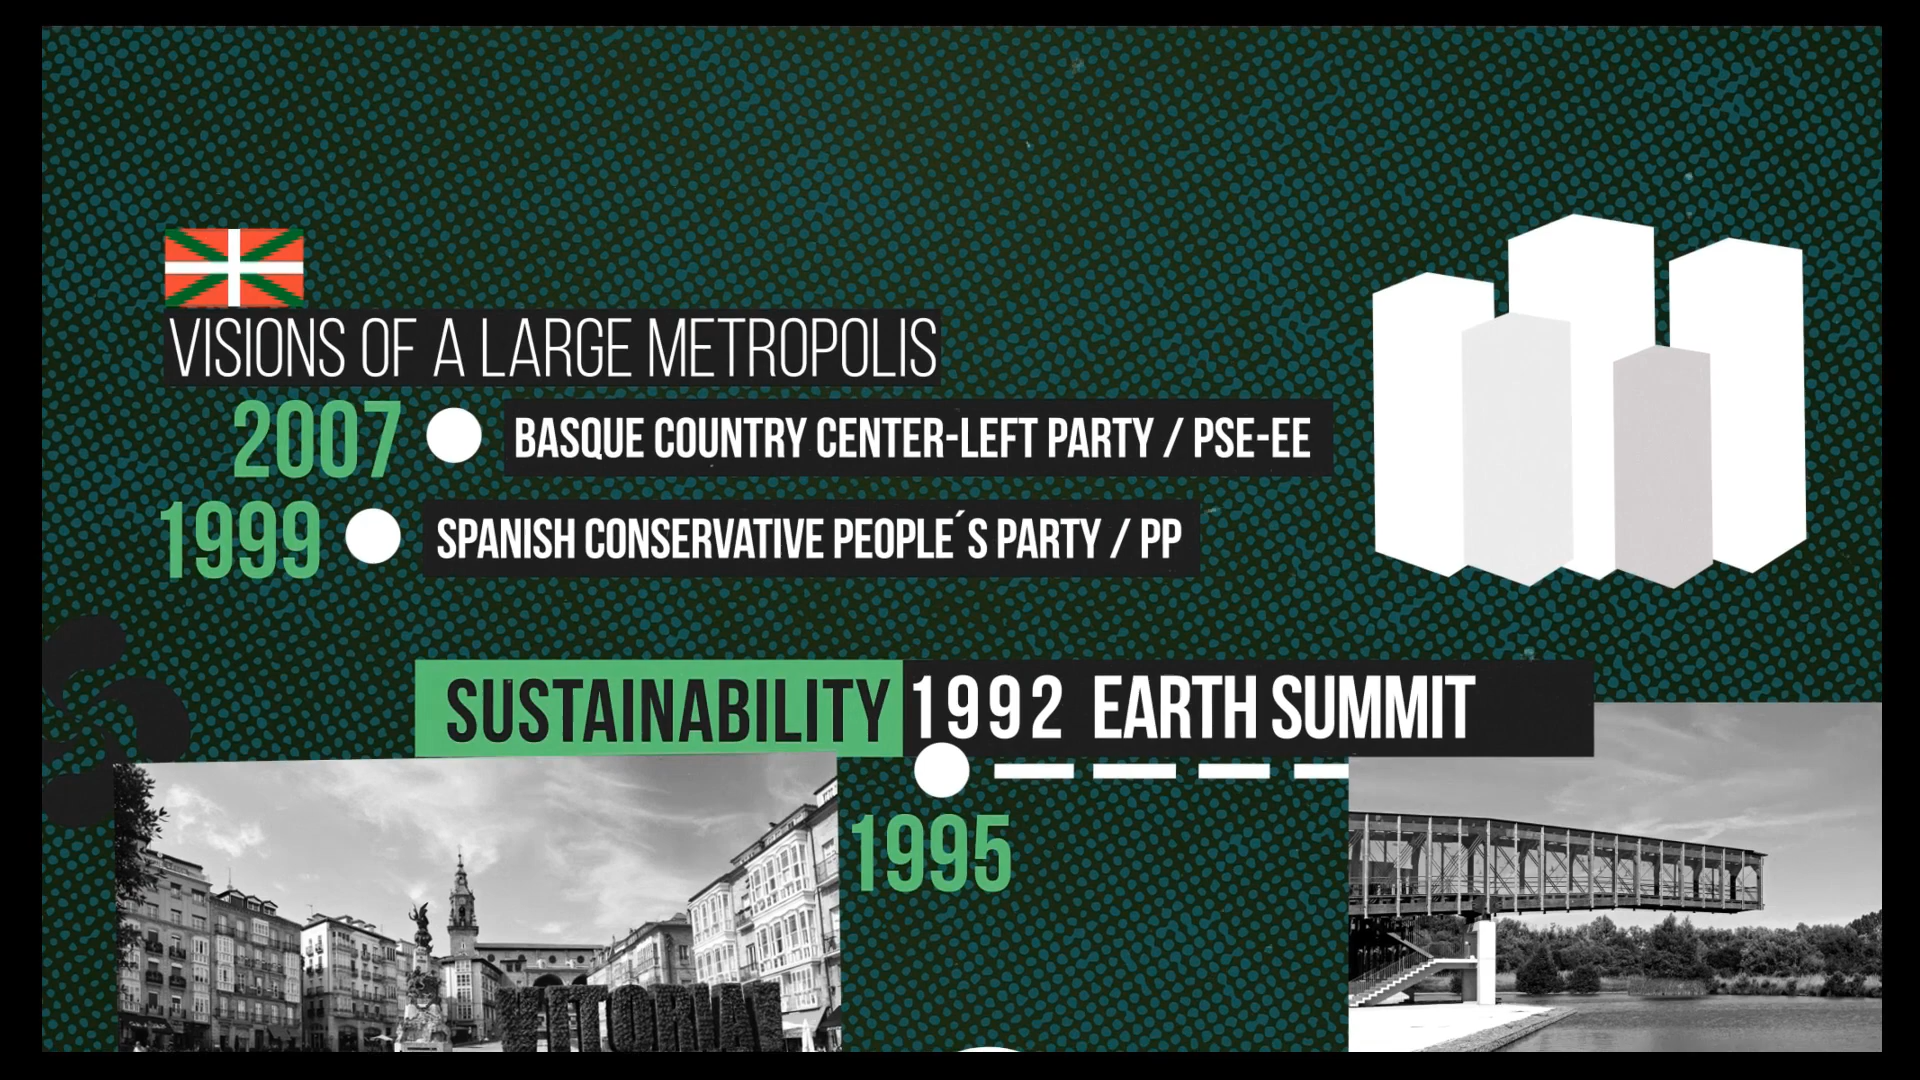 VISIONS OF A LARGE METROPOLIS
2007 BASQUE COUNTRY CENTER-LEFT PARTY / PSE-EE
1999 SPANISH CONSERVATIVE PEOPLE´S PARTY / PP
SUSTAINABILITY 1992 EARTH SUMMIT
1995
VITORIA